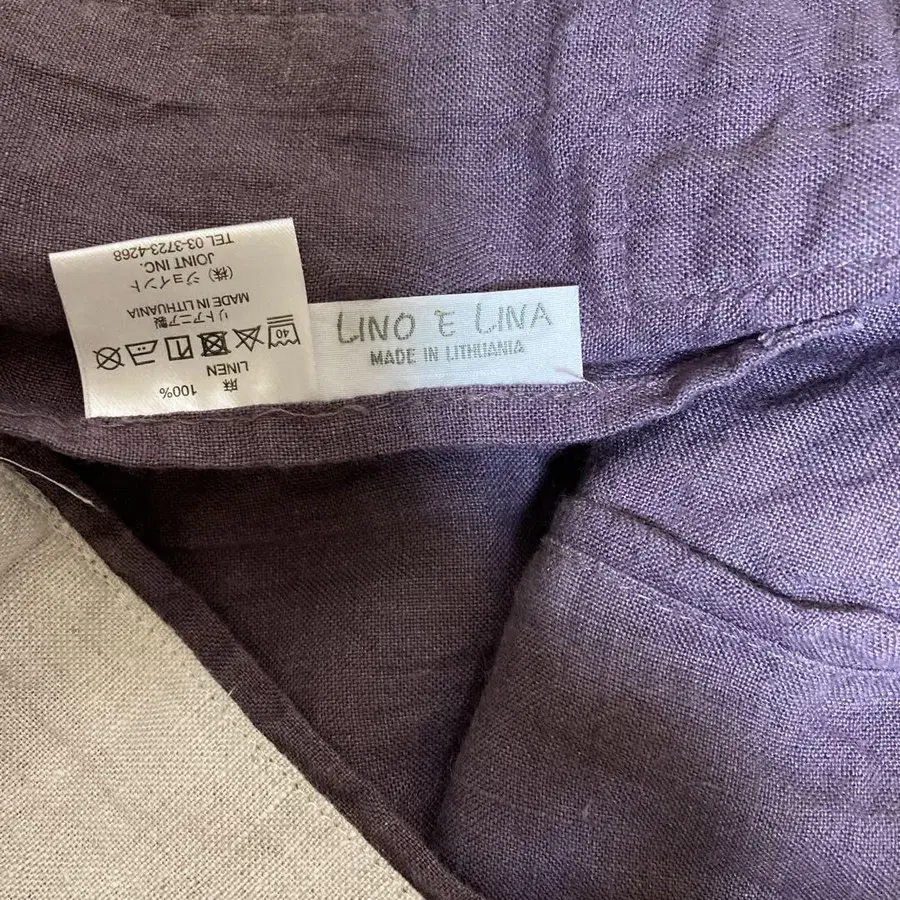 LINO E LINA
MADE IN LITHUANIA
麻 100%
LINEN
40
リトアニア製
MADE IN LITHUANIA
(株)ジョイント
JOINT INC.
TEL 03-3723-4268